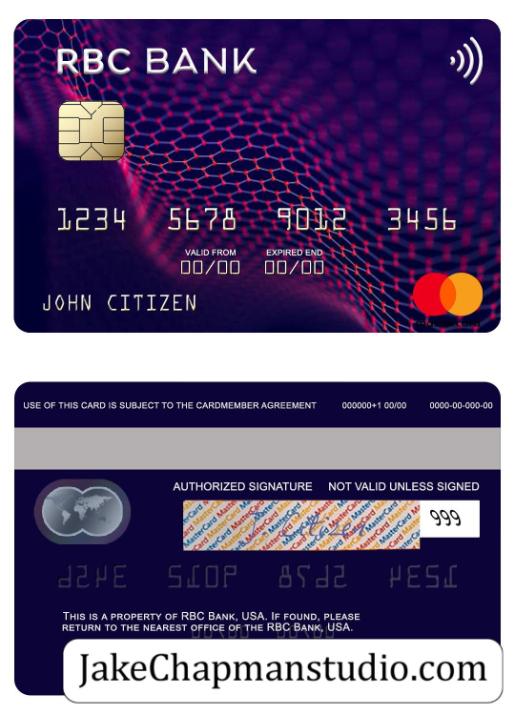 RBC BANK
1234 5678 9012 3456
VALID FROM EXPIRED END
00/00 00/00
JOHN CITIZEN
USE OF THIS CARD IS SUBJECT TO THE CARDMEMBER AGREEMENT 000000+1 00/00 0000-00-000-00
AUTHORIZED SIGNATURE NOT VALID UNLESS SIGNED
MasterCard MasterCard MasterCard
999
THIS IS A PROPERTY OF RBC BANK, USA. IF FOUND, PLEASE
RETURN TO THE NEAREST OFFICE OF THE RBC BANK, USA.
JakeChapmanstudio.com